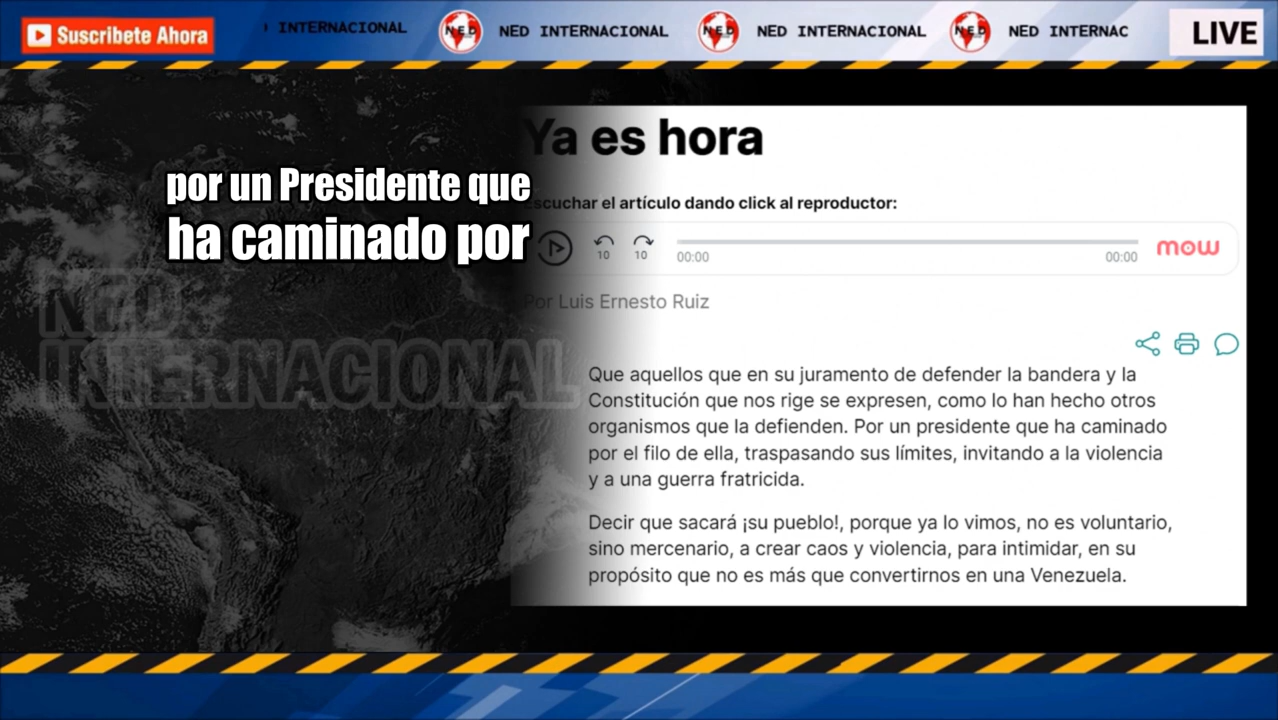 Suscribete Ahora
INTERNACIONAL
NED
NED INTERNACIONAL
NED
NED INTERNACIONAL
NED
NED INTERNAC
LIVE
Ya es hora
por un Presidente que
ha caminado por
Escuchar el artículo dando click al reproductor:
10
10
00:00
00:00
mow
Por Luis Ernesto Ruiz
NED
INTERNACIONAL
Que aquellos que en su juramento de defender la bandera y la
Constitución que nos rige se expresen, como lo han hecho otros
organismos que la defienden. Por un presidente que ha caminado
por el filo de ella, traspasando sus límites, invitando a la violencia
y a una guerra fratricida.
Decir que sacará ¡su pueblo!, porque ya lo vimos, no es voluntario,
sino mercenario, a crear caos y violencia, para intimidar, en su
propósito que no es más que convertirnos en una Venezuela.